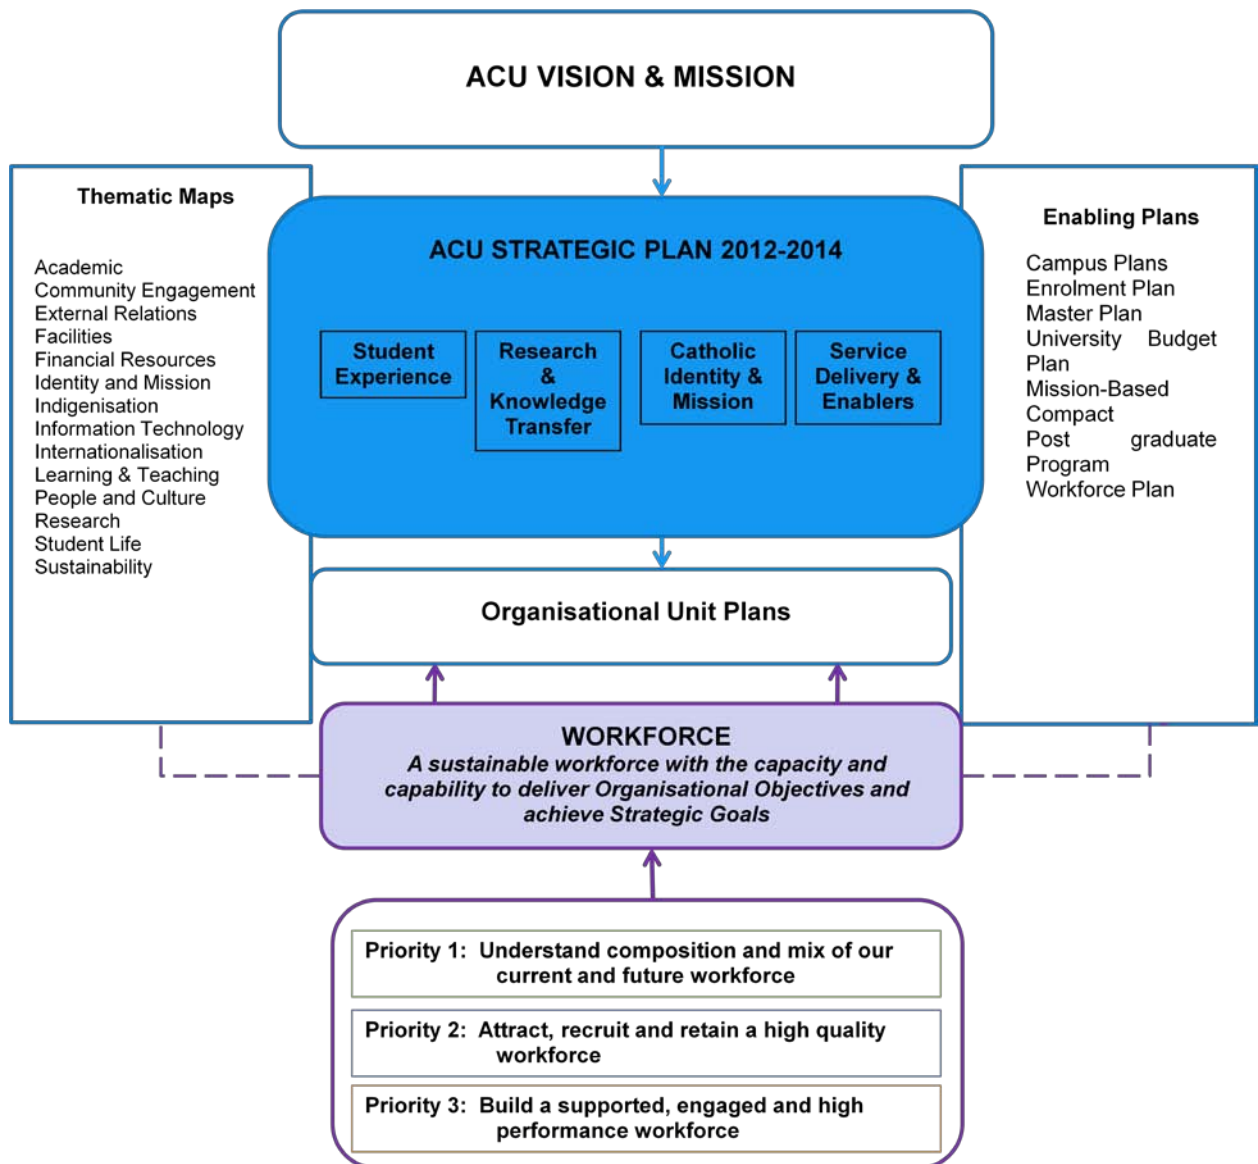 ACU VISION & MISSION
Thematic Maps
Academic
Community Engagement
External Relations
Facilities
Financial Resources
Identity and Mission
Indigenisation
Information Technology
Internationalisation
Learning & Teaching
People and Culture
Research
Student Life
Sustainability
ACU STRATEGIC PLAN 2012-2014
Student
Experience
Research
&
Knowledge
Transfer
Catholic
Identity &
Mission
Service
Delivery &
Enablers
Enabling Plans
Campus Plans
Enrolment Plan
Master Plan
University Budget
Plan
Mission-Based
Compact
Post graduate
Program
Workforce Plan
Organisational Unit Plans
WORKFORCE
A sustainable workforce with the capacity and
capability to deliver Organisational Objectives and
achieve Strategic Goals
Priority 1: Understand composition and mix of our
current and future workforce
Priority 2: Attract, recruit and retain a high quality
workforce
Priority 3: Build a supported, engaged and high
performance workforce